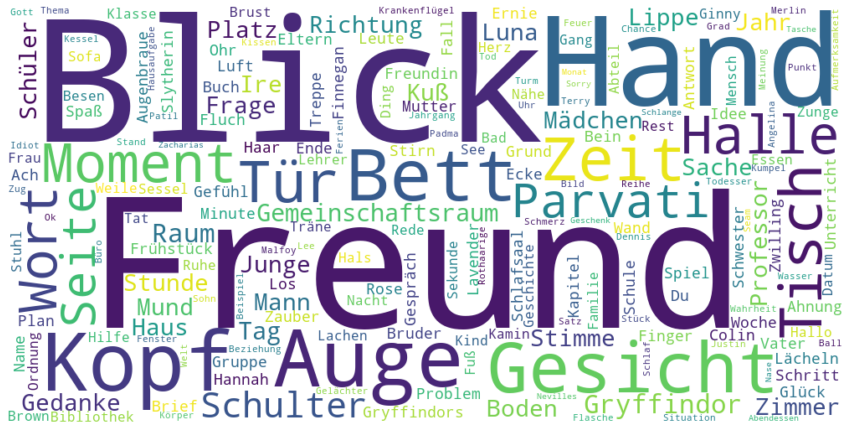 Gott Thema Klasse Brust Krankenflügel Ernie Ginny Feuer Merlin
Blick Hand
Schüler Kessel Sofa Hausaufgabe Augenbraue Slytherin Platz Richtung Lippe Jahr
Besen Spaß Ohr Eltern Leute Fall Herz Luna Gang Chance Grad Tasche Aufmerksamkeit
Luft Buch Ire Freundin Kissen Tod Turm Abteil Antwort Mensch Meinung Punkt
Frage Treppe Finnegan Ding Kuß Nähe Uhr Monat Sorry Terry Schlange Idee Zunge
Patil Zacharias Fluch Ferien Mutter Jahrgang Padma Mädchen Bein Rest Angelina
Idiot Stand Haar Ende Stirn See Bad Grund Halle
Frau Ach Moment Lehrer Tür Bett Ecke Zeit Sache Essen Unterricht
Zug Ok Weile Sessel Gefühl Bild Reihe Todesser Kumpel
Wort Seite Tat Minute Gemeinschaftsraum Parvati Tisch
Stuhl Büro Frühstück Raum Träne Freund Rede Schmerz Geschenk Wand Schwester Professor Zwilling
Ruhe Malfoy Lee Hals Rothaarige Lavender Schlafsaal Geschichte Dennis Sean
Stunde Junge Los Rose Gespräch Sekunde Kapitel Familie Schule Spiel Du Datum Wasser Ahnung
Mund Sohn Beispiel Mann Nacht Wahrheit Hallo
Plan Haus Zauber Tag Stimme Woche Colin Ball
Hilfe Fenster Lachen Bruder Kamin Satz Stück Finger Vater Justin
Name Ordnung Kopf Welt Beziehung Gruppe Auge Kind Fuß Gesicht Schlaf Nase Lächeln
Hannah Gelächter Problem Nevilles Schritt Glück
Gedanke Brief Schulter Gryffindors Boden Gryffindor Zimmer
Brown Bibliothek Körper Flasche Situation Abendessen